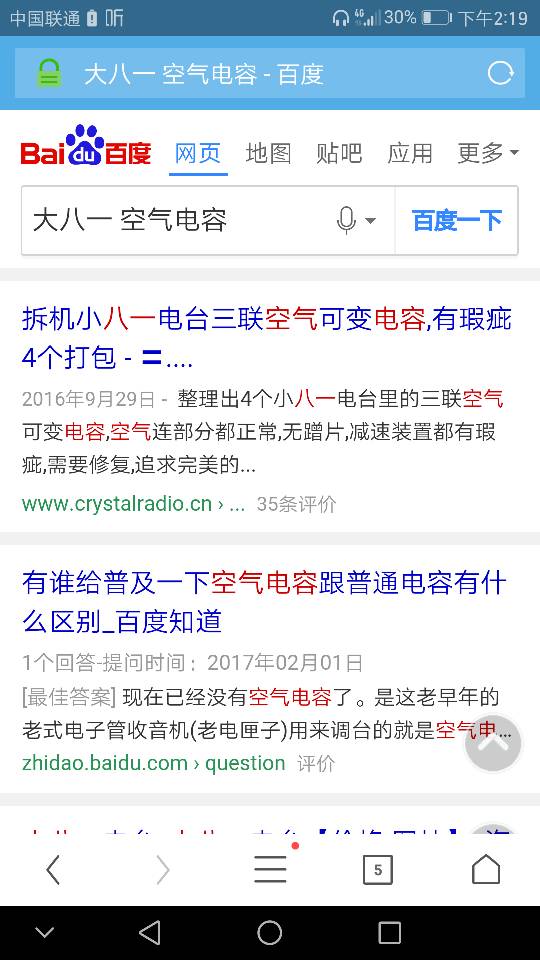 中国联通 听 4G 30% 下午2:19
大八一 空气电容 - 百度
Bai du 百度 网页 地图 贴吧 应用 更多
大八一 空气电容 百度一下
拆机小八一电台三联空气可变电容,有瑕疵
4个打包 - 〓....
2016年9月29日 - 整理出4个小八一电台里的三联空气
可变电容,空气连部分都正常,无蹭片,减速装置都有瑕
疵,需要修复,追求完美的...
www.crystalradio.cn › ... 35条评价
有谁给普及一下空气电容跟普通电容有什
么区别_百度知道
1个回答-提问时间：2017年02月01日
[最佳答案] 现在已经没有空气电容了。是这老早年的
老式电子管收音机(老电匣子)用来调台的就是空气电...
zhidao.baidu.com › question 评价
5